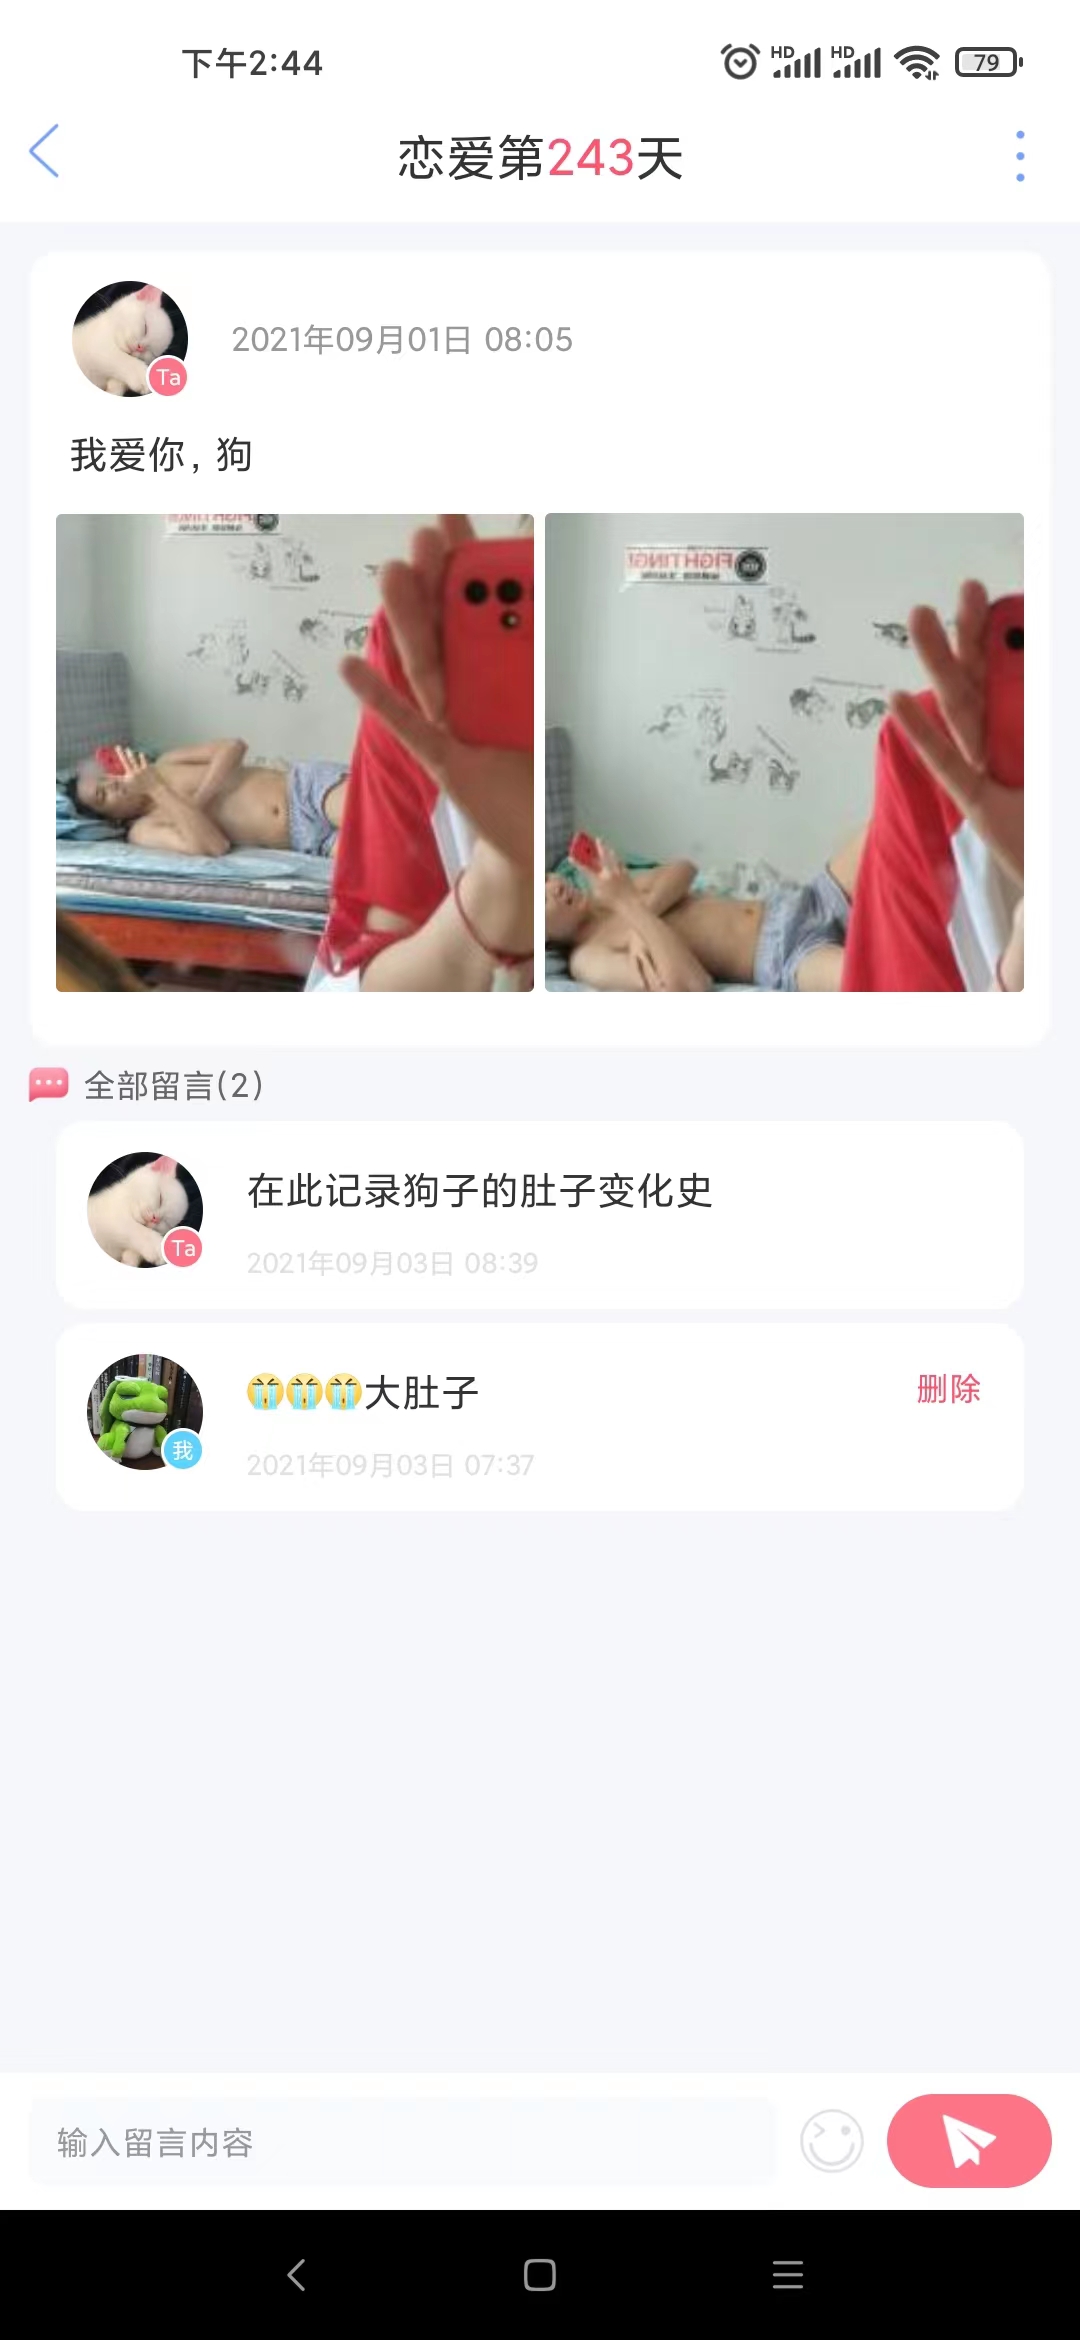 下午2:44
HD HD 79
恋爱第243天
Ta
2021年09月01日 08:05
我爱你，狗
FIGHTING!
全部留言(2)
在此记录狗子的肚子变化史
Ta
2021年09月03日 08:39
😭😭😭大肚子
删除
我
2021年09月03日 07:37
输入留言内容